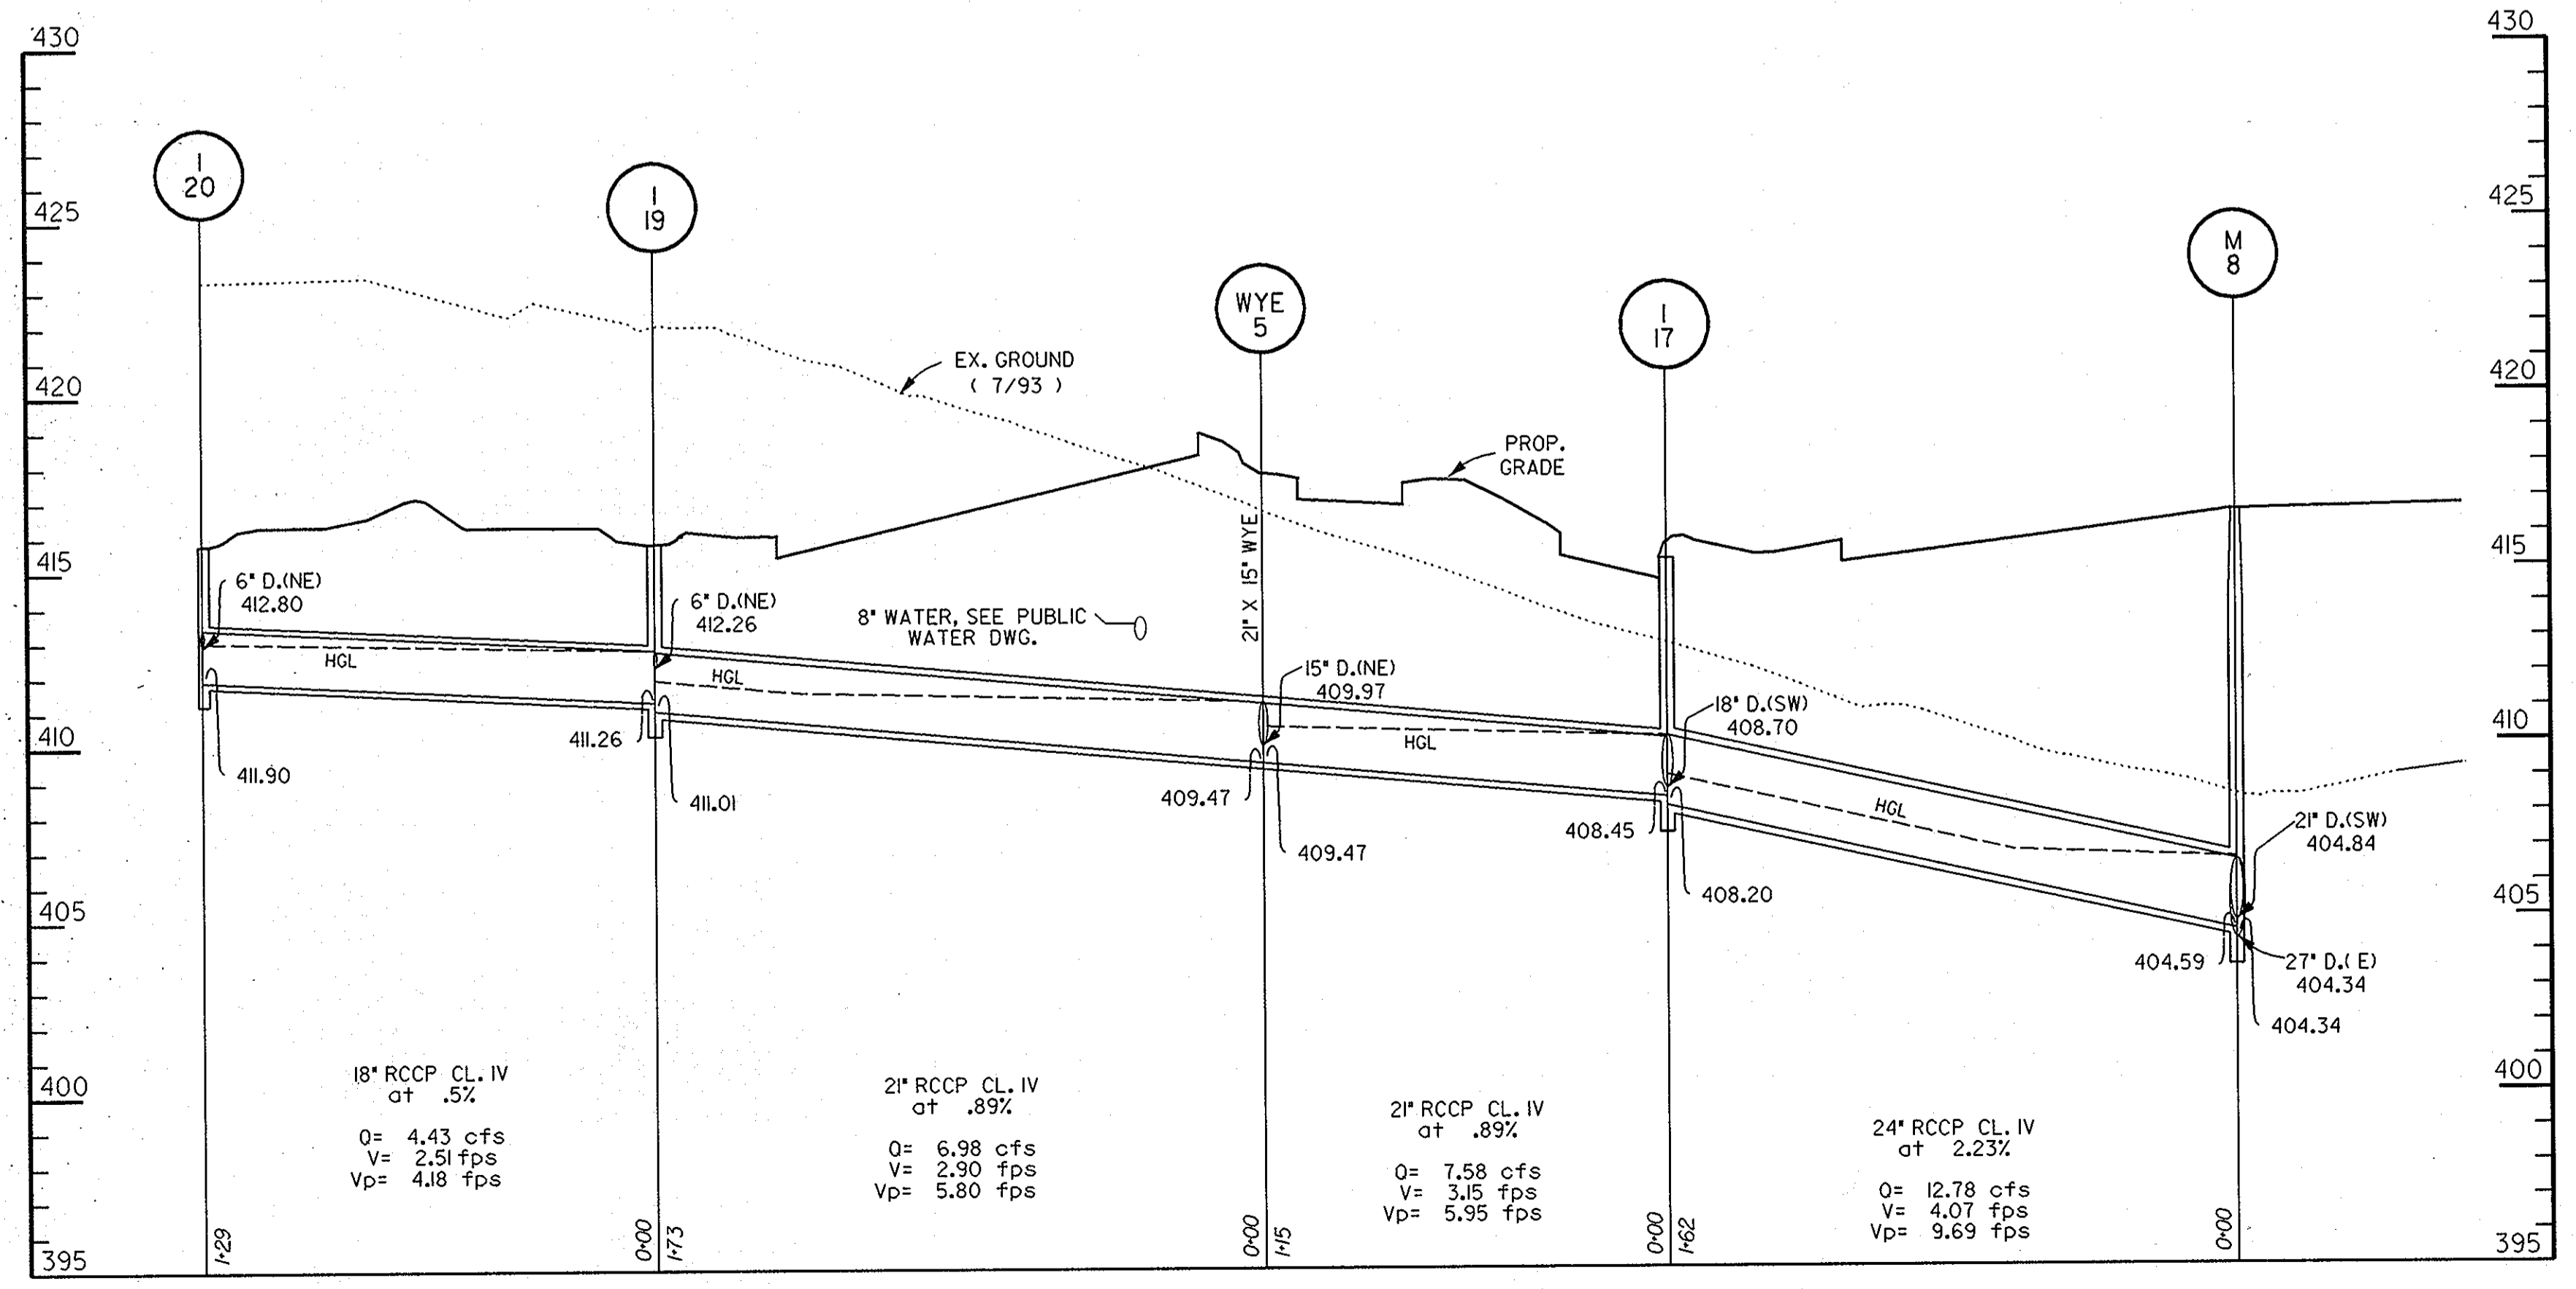 430
425
420
415
410
405
400
395
430
425
420
415
410
405
400
395
I
20
I
19
WYE
5
I
17
M
8
EX. GROUND
( 7/93 )
PROP.
GRADE
6" D.(NE)
412.80
6" D.(NE)
412.26
8" WATER, SEE PUBLIC
WATER DWG.
21" X 15" WYE
15" D.(NE)
409.97
18" D.(SW)
408.70
21" D.(SW)
404.84
27" D.( E)
404.34
HGL
HGL
HGL
HGL
411.90
411.26
411.01
409.47
409.47
408.45
408.20
404.59
404.34
18" RCCP CL. IV
at .5%
Q= 4.43 cfs
V= 2.51 fps
Vp= 4.18 fps
21" RCCP CL. IV
at .89%
Q= 6.98 cfs
V= 2.90 fps
Vp= 5.80 fps
21" RCCP CL. IV
at .89%
Q= 7.58 cfs
V= 3.15 fps
Vp= 5.95 fps
24" RCCP CL. IV
at 2.23%
Q= 12.78 cfs
V= 4.07 fps
Vp= 9.69 fps
1+29
0+00
1+73
0+00
1+15
0+00
1+62
0+00